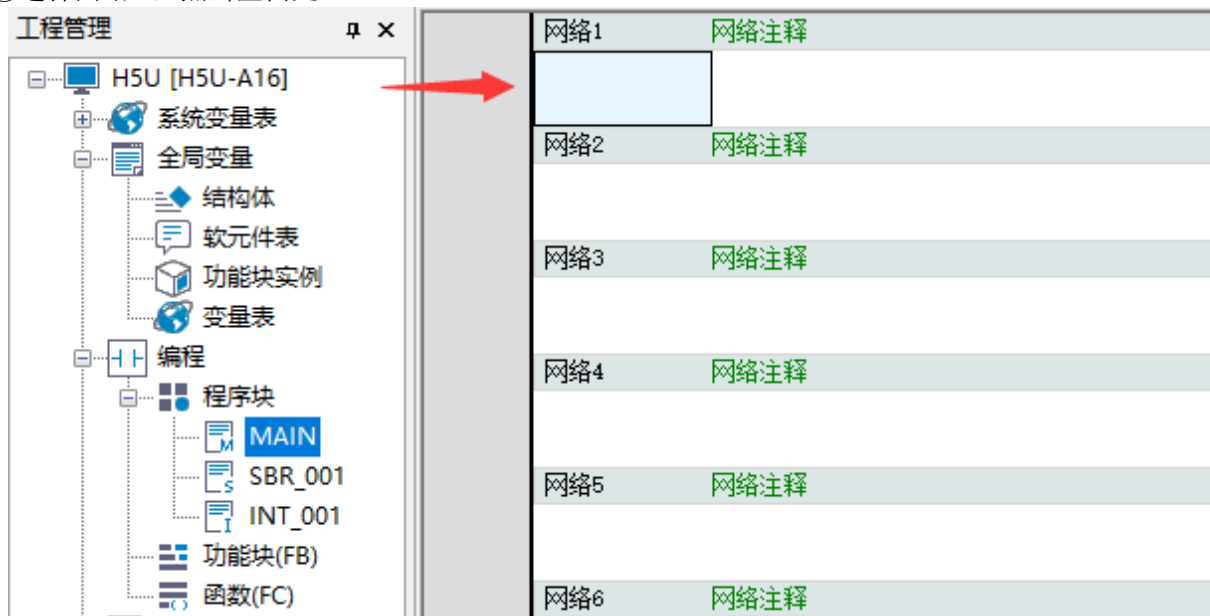 工程管理
H5U [H5U-A16]
系统变量表
全局变量
结构体
软元件表
功能块实例
变量表
编程
程序块
MAIN
SBR_001
INT_001
功能块(FB)
函数(FC)
网络1 网络注释
网络2 网络注释
网络3 网络注释
网络4 网络注释
网络5 网络注释
网络6 网络注释